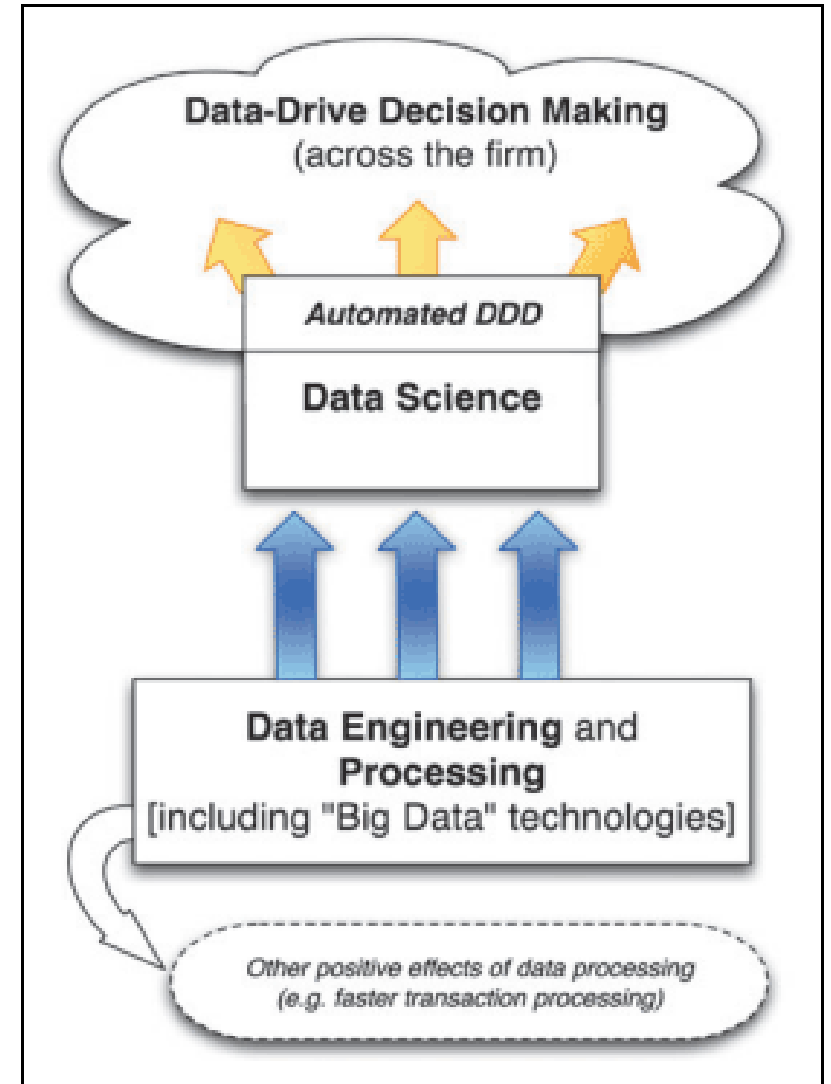 Data-Drive Decision Making
(across the firm)
Automated DDD
Data Science
Data Engineering and
Processing
[including "Big Data" technologies]
Other positive effects of data processing
(e.g. faster transaction processing)